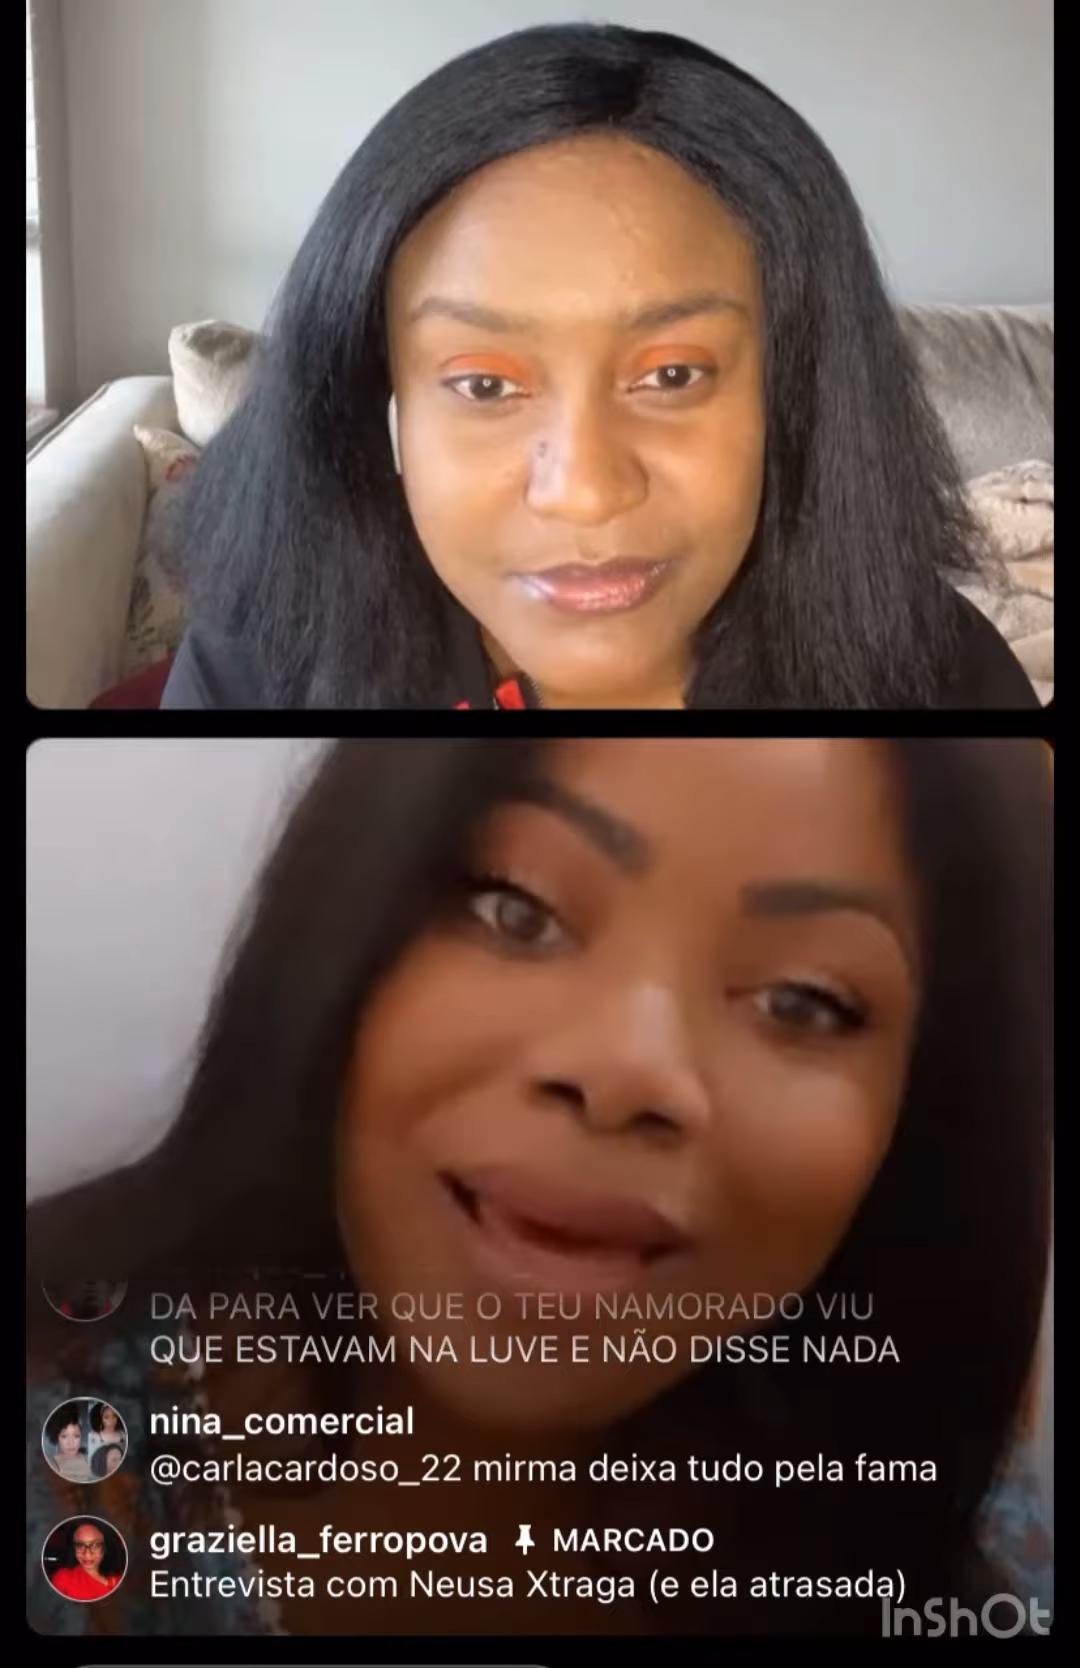 DA PARA VER QUE O TEU NAMORADO VIU
QUE ESTAVAM NA LUVE E NÃO DISSE NADA
nina_comercial
@carlacardoso_22 mirma deixa tudo pela fama
graziella_ferropova MARCADO
Entrevista com Neusa Xtraga (e ela atrasada)
InShOt